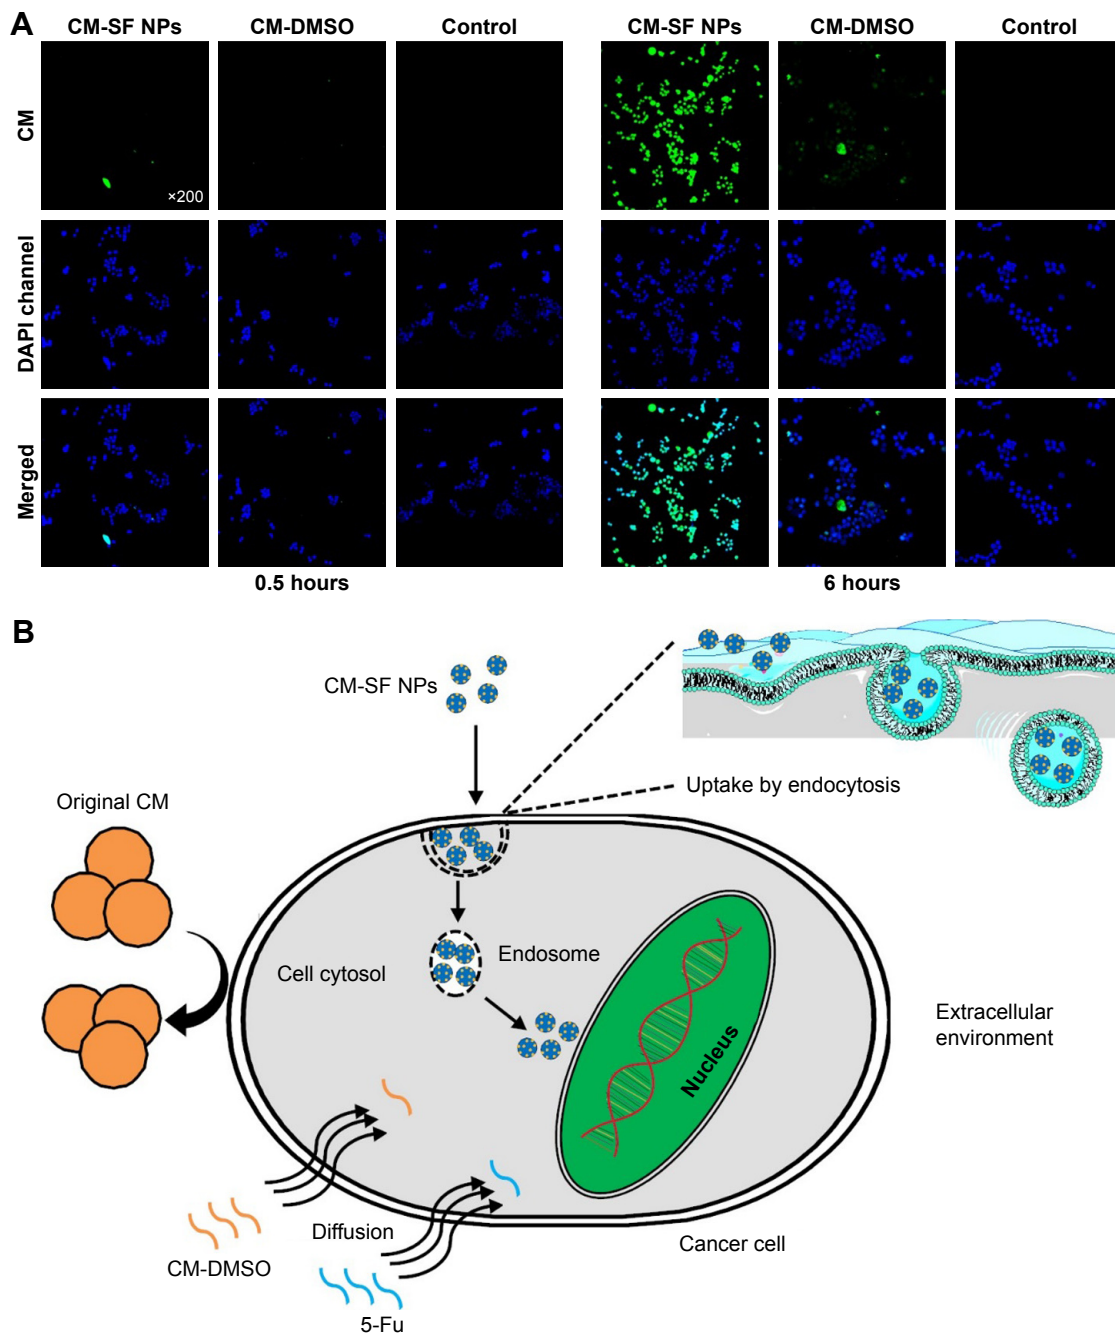 A
CM-SF NPs
CM-DMSO
Control
CM-SF NPs
CM-DMSO
Control
CM
×200
DAPI channel
Merged
0.5 hours
6 hours
B
CM-SF NPs
Uptake by endocytosis
Original CM
Endosome
Cell cytosol
Extracellular
environment
Nucleus
Diffusion
CM-DMSO
Cancer cell
5-Fu